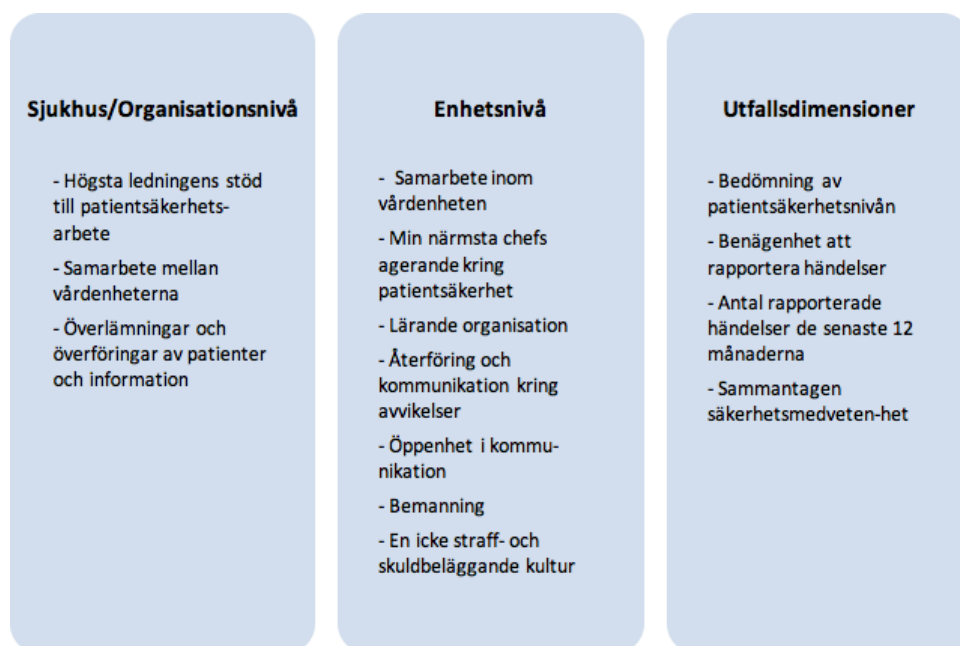 Sjukhus/Organisationsnivå
- Högsta ledningens stöd
till patientsäkerhets-
arbete
- Samarbete mellan
vårdenheterna
- Överlämningar och
överföringar av patienter
och information
Enhetsnivå
- Samarbete inom
vårdenheten
- Min närmsta chefs
agerande kring
patientsäkerhet
- Lärande organisation
- Återföring och
kommunikation kring
avvikelser
- Öppenhet i kommu-
nikation
- Bemanning
- En icke straff- och
skuldbeläggande kultur
Utfallsdimensioner
- Bedömning av
patientsäkerhetsnivån
- Benägenhet att
rapportera händelser
- Antal rapporterade
händelser de senaste 12
månaderna
- Sammantagen
säkerhetsmedveten-het